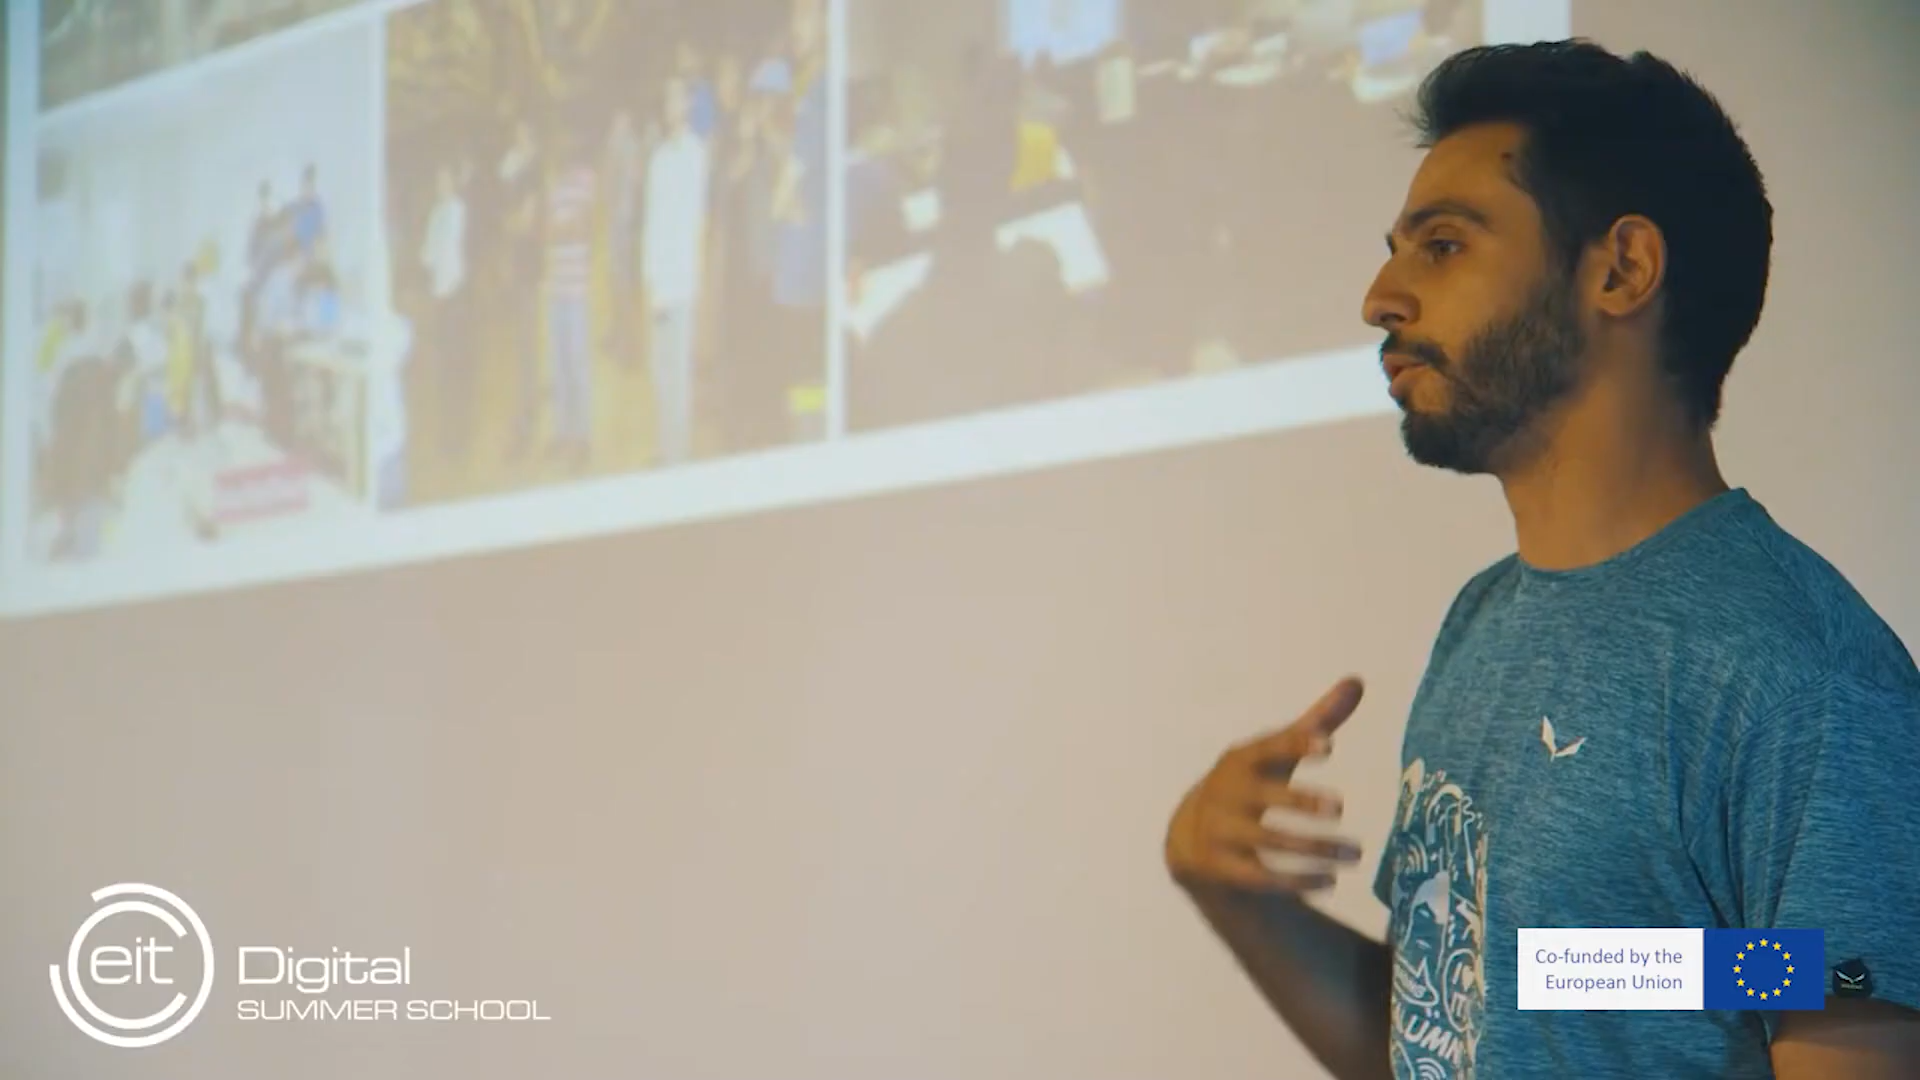 eit
Digital
SUMMER SCHOOL
Co-funded by the
European Union